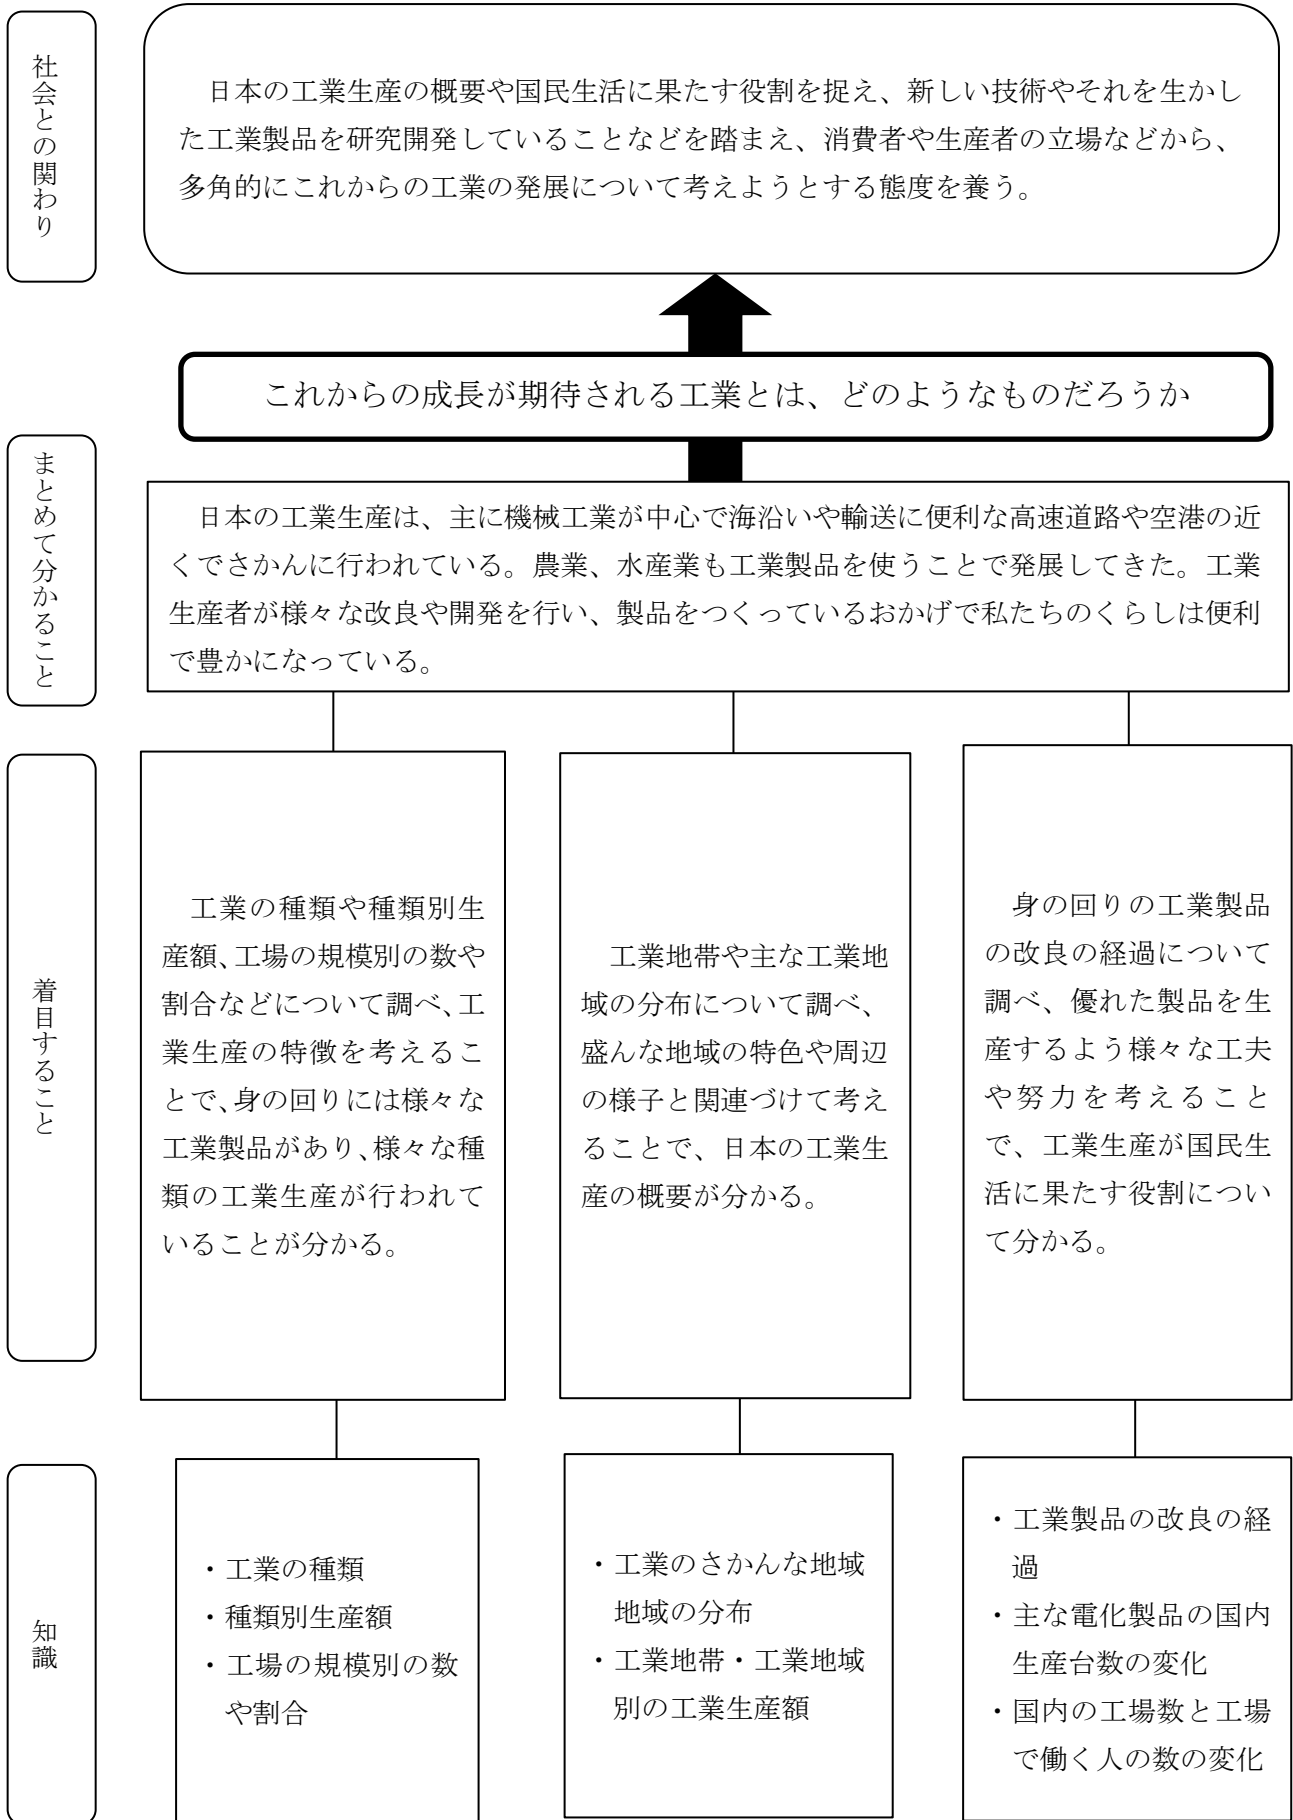 社会との関わり
日本の工業生産の概要や国民生活に果たす役割を捉え、新しい技術やそれを生かし
た工業製品を研究開発していることなどを踏まえ、消費者や生産者の立場などから、
多角的にこれからの工業の発展について考えようとする態度を養う。
これからの成長が期待される工業とは、どのようなものだろうか
まとめて分かること
日本の工業生産は、主に機械工業が中心で海沿いや輸送に便利な高速道路や空港の近
くでさかんに行われている。農業、水産業も工業製品を使うことで発展してきた。工業
生産者が様々な改良や開発を行い、製品をつくっているおかげで私たちのくらしは便利
で豊かになっている。
着目すること
工業の種類や種類別生
産額、工場の規模別の数や
割合などについて調べ、工
業生産の特徴を考えるこ
とで、身の回りには様々な
工業製品があり、様々な種
類の工業生産が行われて
いることが分かる。
工業地帯や主な工業地
域の分布について調べ、
盛んな地域の特色や周辺
の様子と関連づけて考え
ることで、日本の工業生
産の概要が分かる。
身の回りの工業製品
の改良の経過について
調べ、優れた製品を生
産するよう様々な工夫
や努力を考えること
で、工業生産が国民生
活に果たす役割につい
て分かる。
知識
・工業の種類
・種類別生産額
・工場の規模別の数
や割合
・工業のさかんな地域
地域の分布
・工業地帯・工業地域
別の工業生産額
・工業製品の改良の経
過
・主な電化製品の国内
生産台数の変化
・国内の工場数と工場
で働く人の数の変化